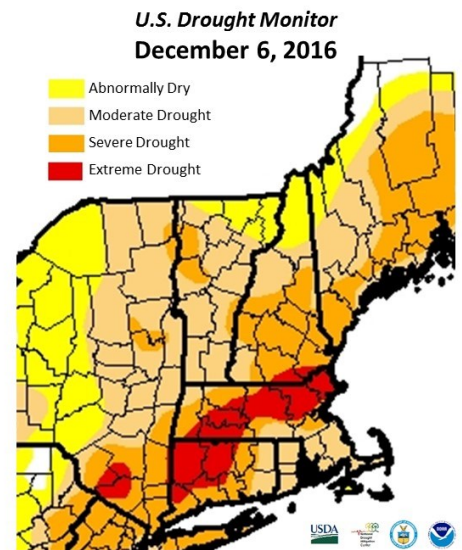 U.S. Drought Monitor
December 6, 2016
Abnormally Dry
Moderate Drought
Severe Drought
Extreme Drought
USDA